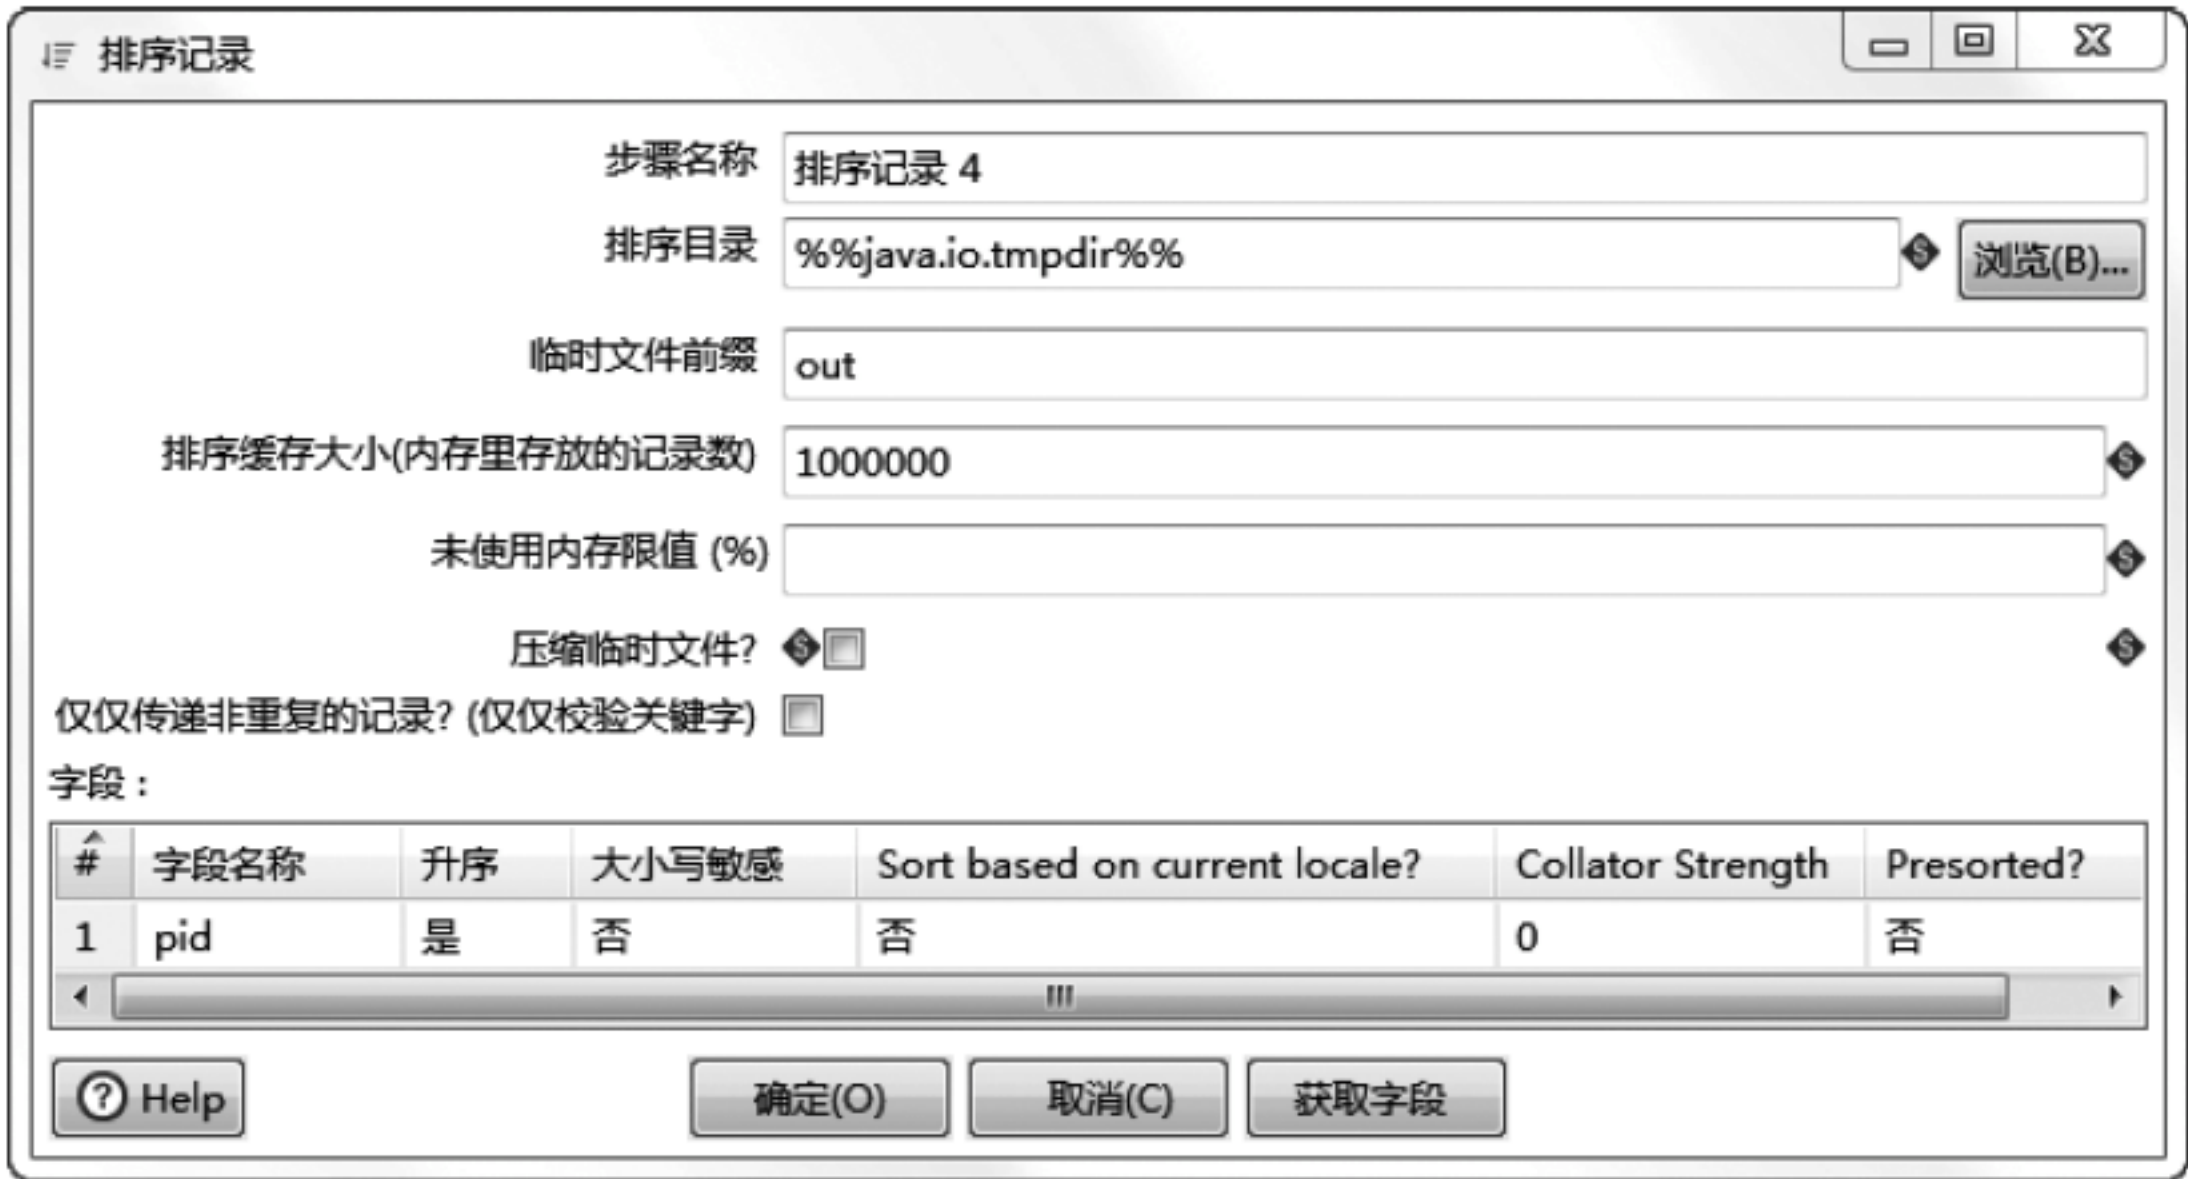 排序记录
步骤名称 排序记录 4
排序目录 %%java.io.tmpdir%% 浏览(B)...
临时文件前缀 out
排序缓存大小(内存里存放的记录数) 1000000
未使用内存限值 (%)
压缩临时文件?
仅仅传递非重复的记录? (仅仅校验关键字)
字段：
# 字段名称 升序 大小写敏感 Sort based on current locale? Collator Strength Presorted?
1 pid 是 否 否 0 否
Help 确定(O) 取消(C) 获取字段